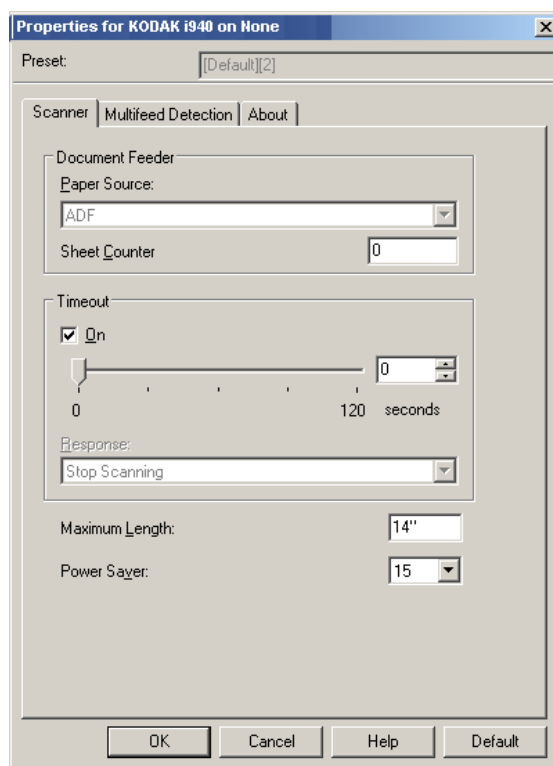 Properties for KODAK i940 on None
Preset: [Default][2]
Scanner Multifeed Detection About
Document Feeder
Paper Source:
ADF
Sheet Counter 0
Timeout
On
0
0 120 seconds
Response:
Stop Scanning
Maximum Length: 14"
Power Saver: 15
OK Cancel Help Default